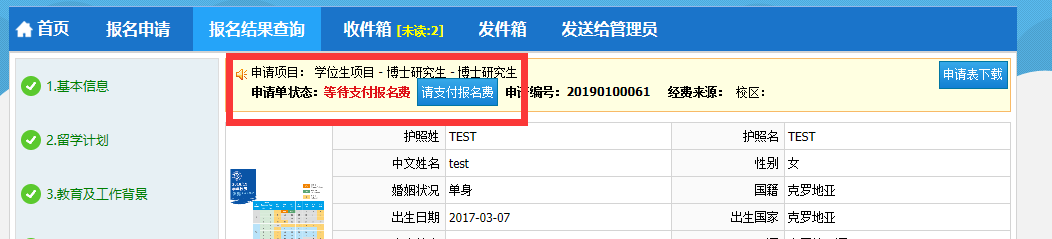 首页 报名申请 报名结果查询 收件箱 [未读:2] 发件箱 发送给管理员
1.基本信息
2.留学计划
3.教育及工作背景
申请项目： 学位生项目 - 博士研究生 - 博士研究生
申请单状态：等待支付报名费 请支付报名费 申请编号：20190100061 经费来源： 校区：
申请表下载
护照姓 TEST 护照名 TEST
中文姓名 test 性别 女
婚姻状况 单身 国籍 克罗地亚
出生日期 2017-03-07 出生国家 克罗地亚